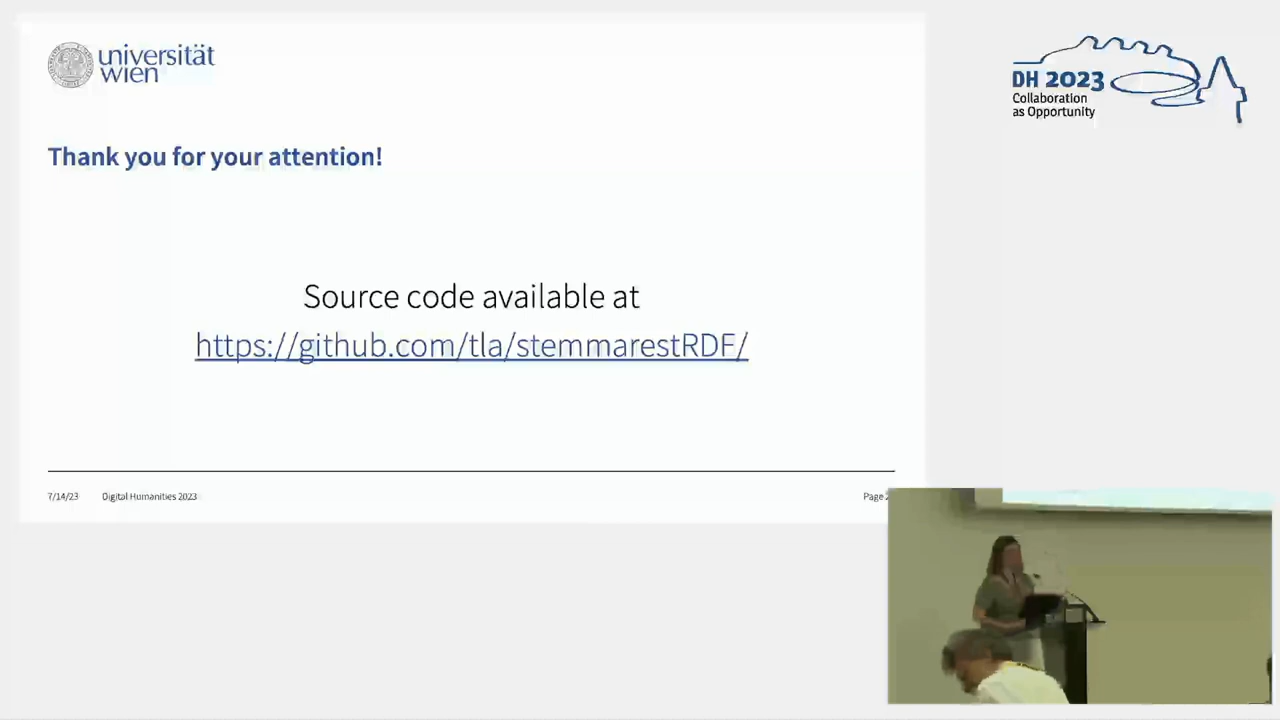 universität
wien
DH 2023
Collaboration
as Opportunity
Thank you for your attention!
Source code available at
https://github.com/tla/stemmarestRDF/
7/14/23 Digital Humanities 2023 Page